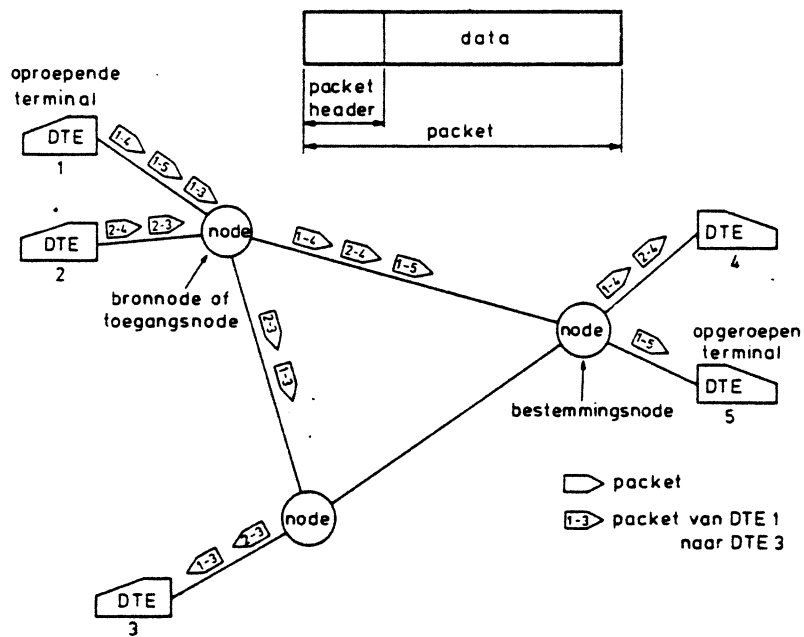 data
packet
header
packet
oproepende
terminal
DTE
1
1-4
1-5
1-3
DTE
2
2-4
2-3
node
bronnode of
toegangsnode
1-4
2-4
1-5
2-3
1-3
node
bestemmingsnode
1-4
2-4
DTE
4
1-5
opgeroepen
terminal
DTE
5
node
2-3
1-3
DTE
3
packet
1-3 packet van DTE 1
naar DTE 3